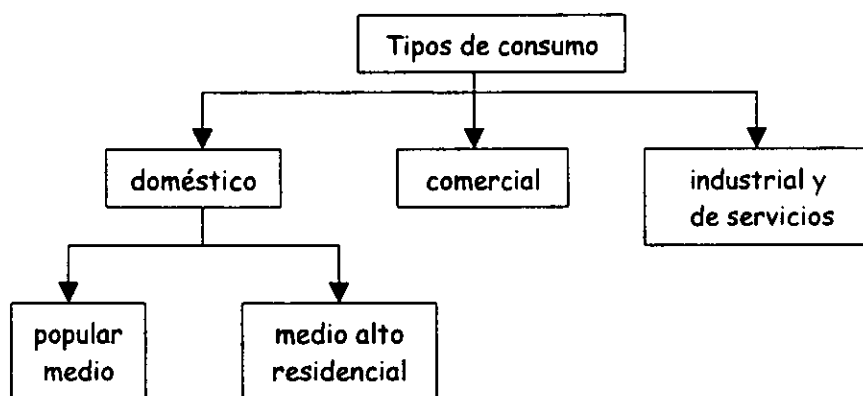 Tipos de consumo
doméstico
comercial
industrial y
de servicios
popular
medio
medio alto
residencial